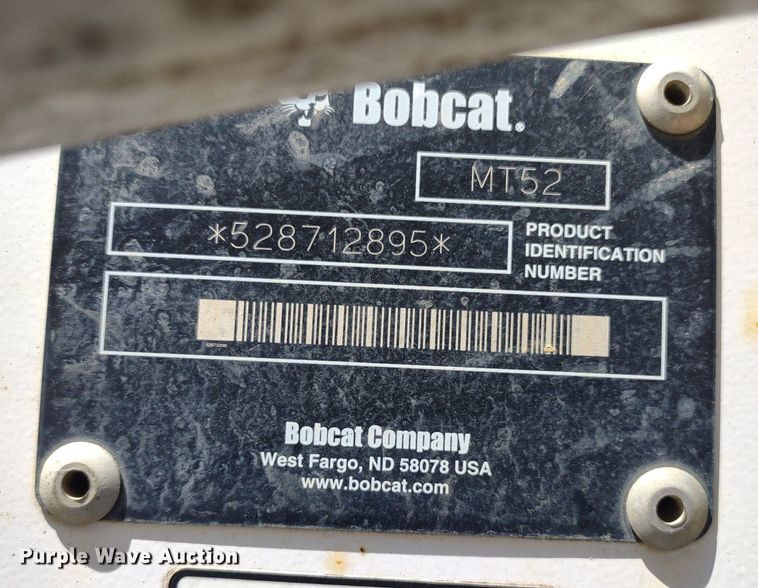 Bobcat®
MT52
*528712895*
PRODUCT
IDENTIFICATION
NUMBER
528712895
Bobcat Company
West Fargo, ND 58078 USA
www.bobcat.com
Purple Wave Auction